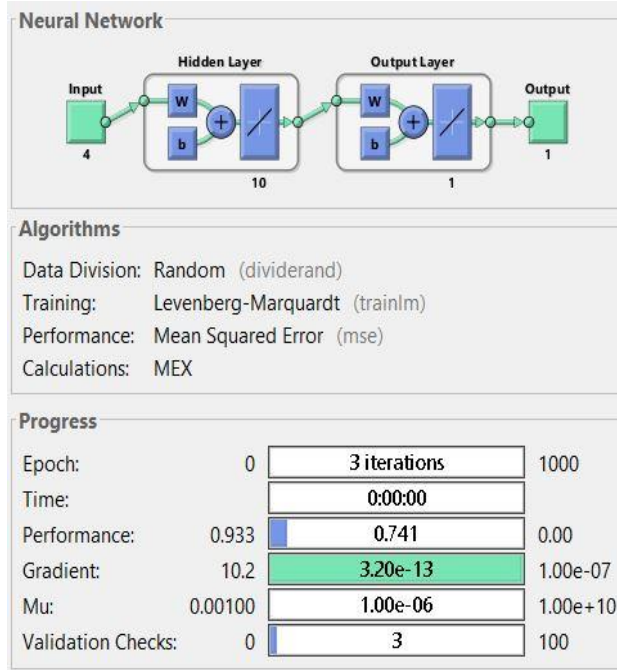 Neural Network
Hidden Layer Output Layer
Input W b + W b + Output
4 10 1 1
Algorithms
Data Division: Random (dividerand)
Training: Levenberg-Marquardt (trainlm)
Performance: Mean Squared Error (mse)
Calculations: MEX
Progress
Epoch: 0 3 iterations 1000
Time: 0:00:00
Performance: 0.933 0.741 0.00
Gradient: 10.2 3.20e-13 1.00e-07
Mu: 0.00100 1.00e-06 1.00e+10
Validation Checks: 0 3 100